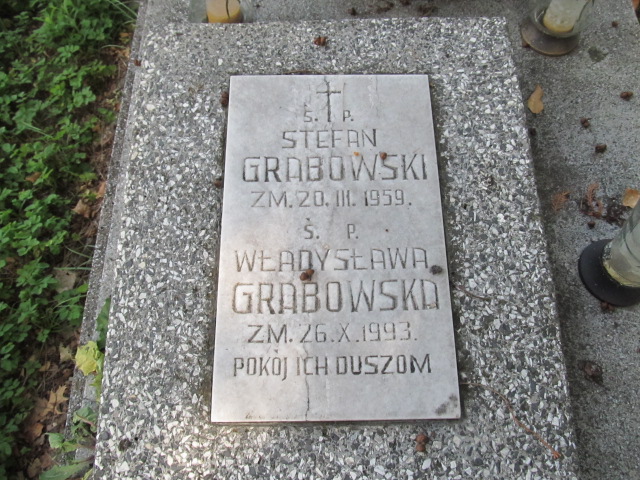 Ś. P.
STEFAN
GRABOWSKI
ZM. 20. III. 1959.
Ś. P.
WŁADYSŁAWA
GRABOWSKA
ZM. 26.X.1993.
POKÓJ ICH DUSZOM